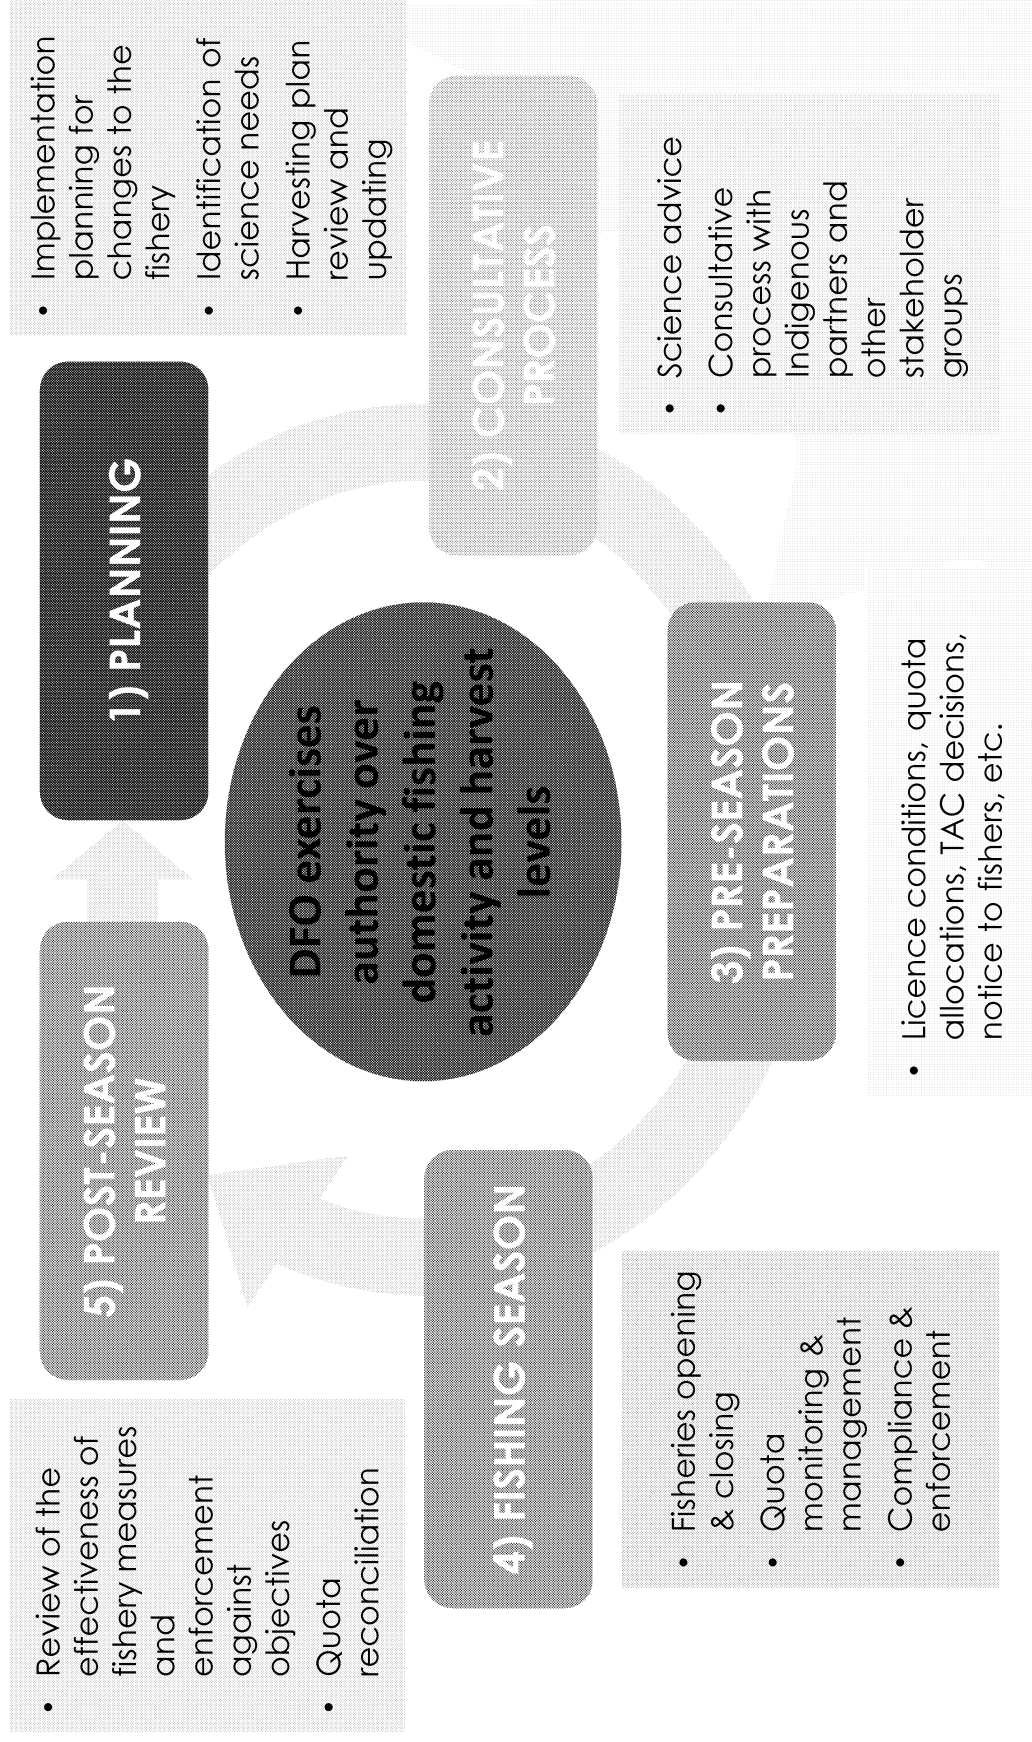 1) PLANNING
• Implementation
planning for
changes to the
fishery
• Identification of
science needs
• Harvesting plan
review and
updating
2) CONSULTATIVE
PROCESS
• Science advice
• Consultative
process with
Indigenous
partners and
other
stakeholder
groups
3) PRE-SEASON
PREPARATIONS
• Licence conditions, quota
allocations, TAC decisions,
notice to fishers, etc.
4) FISHING SEASON
• Fisheries opening
& closing
• Quota
monitoring &
management
• Compliance &
enforcement
5) POST-SEASON
REVIEW
• Review of the
effectiveness of
fishery measures
and
enforcement
against
objectives
• Quota
reconciliation
DFO exercises
authority over
domestic fishing
activity and harvest
levels